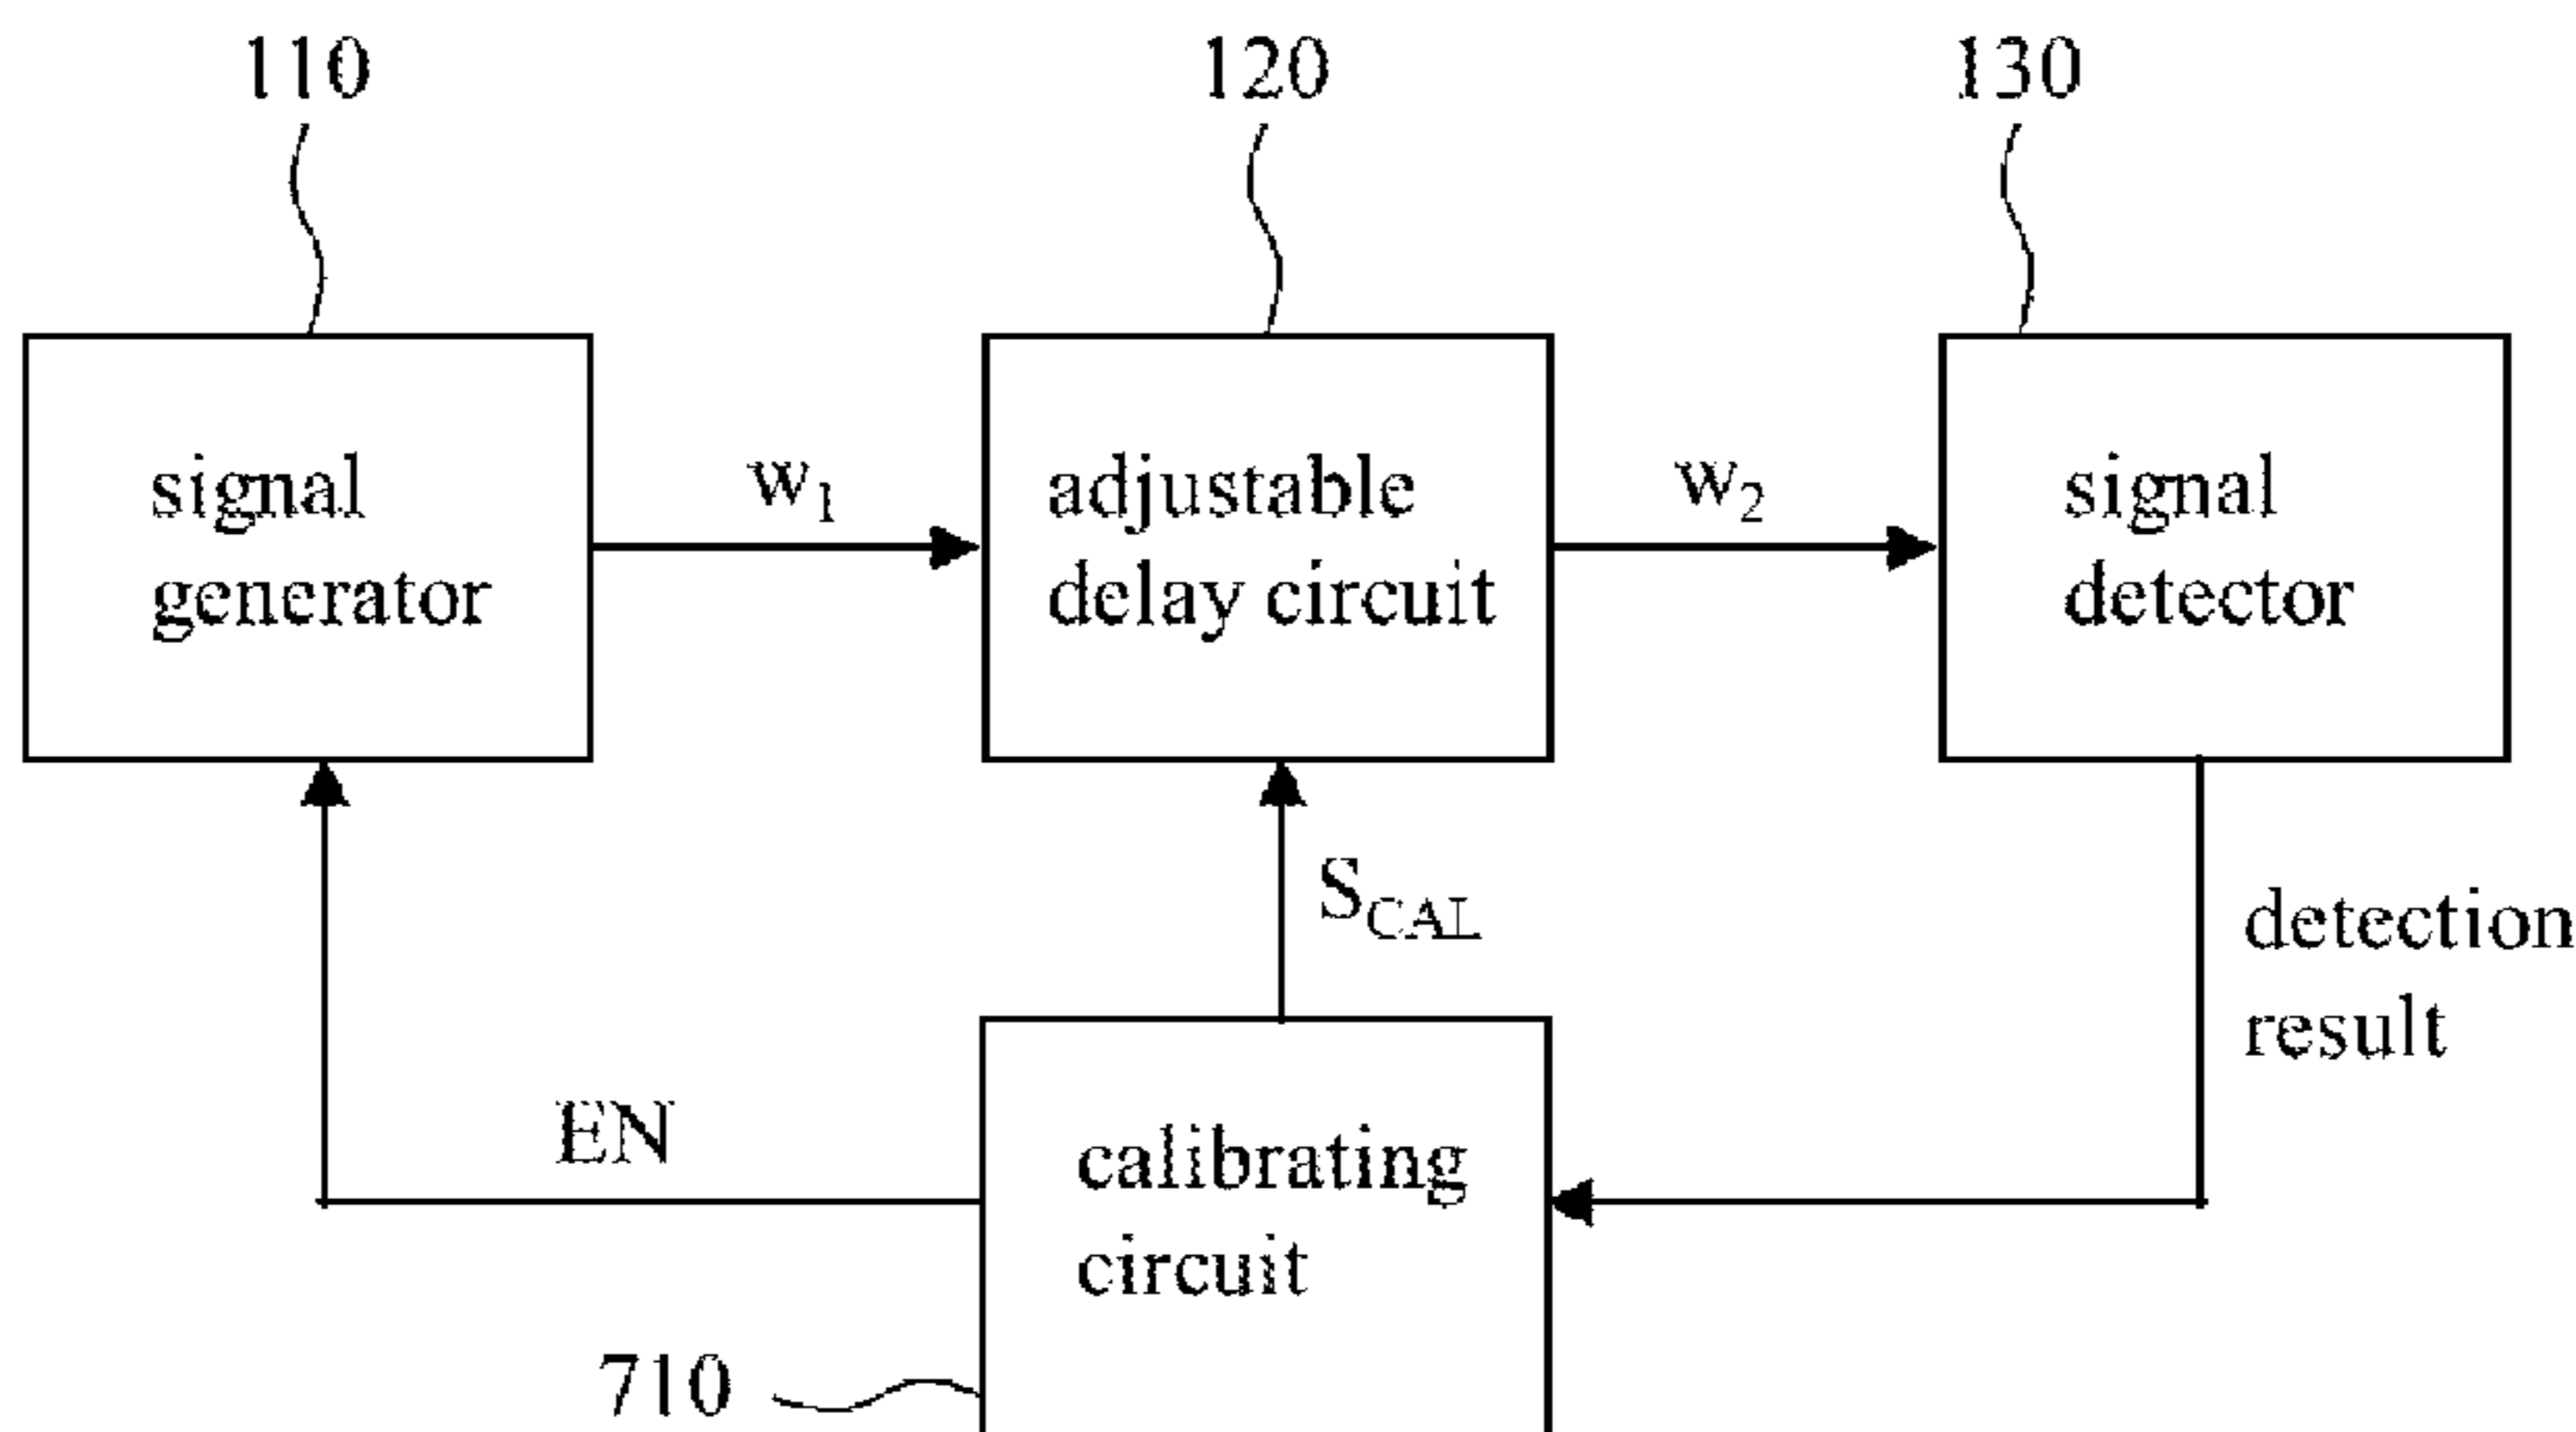 110
120
130
signal
generator
w1
adjustable
delay circuit
w2
signal
detector
SCAL
detection
result
EN
calibrating
circuit
710